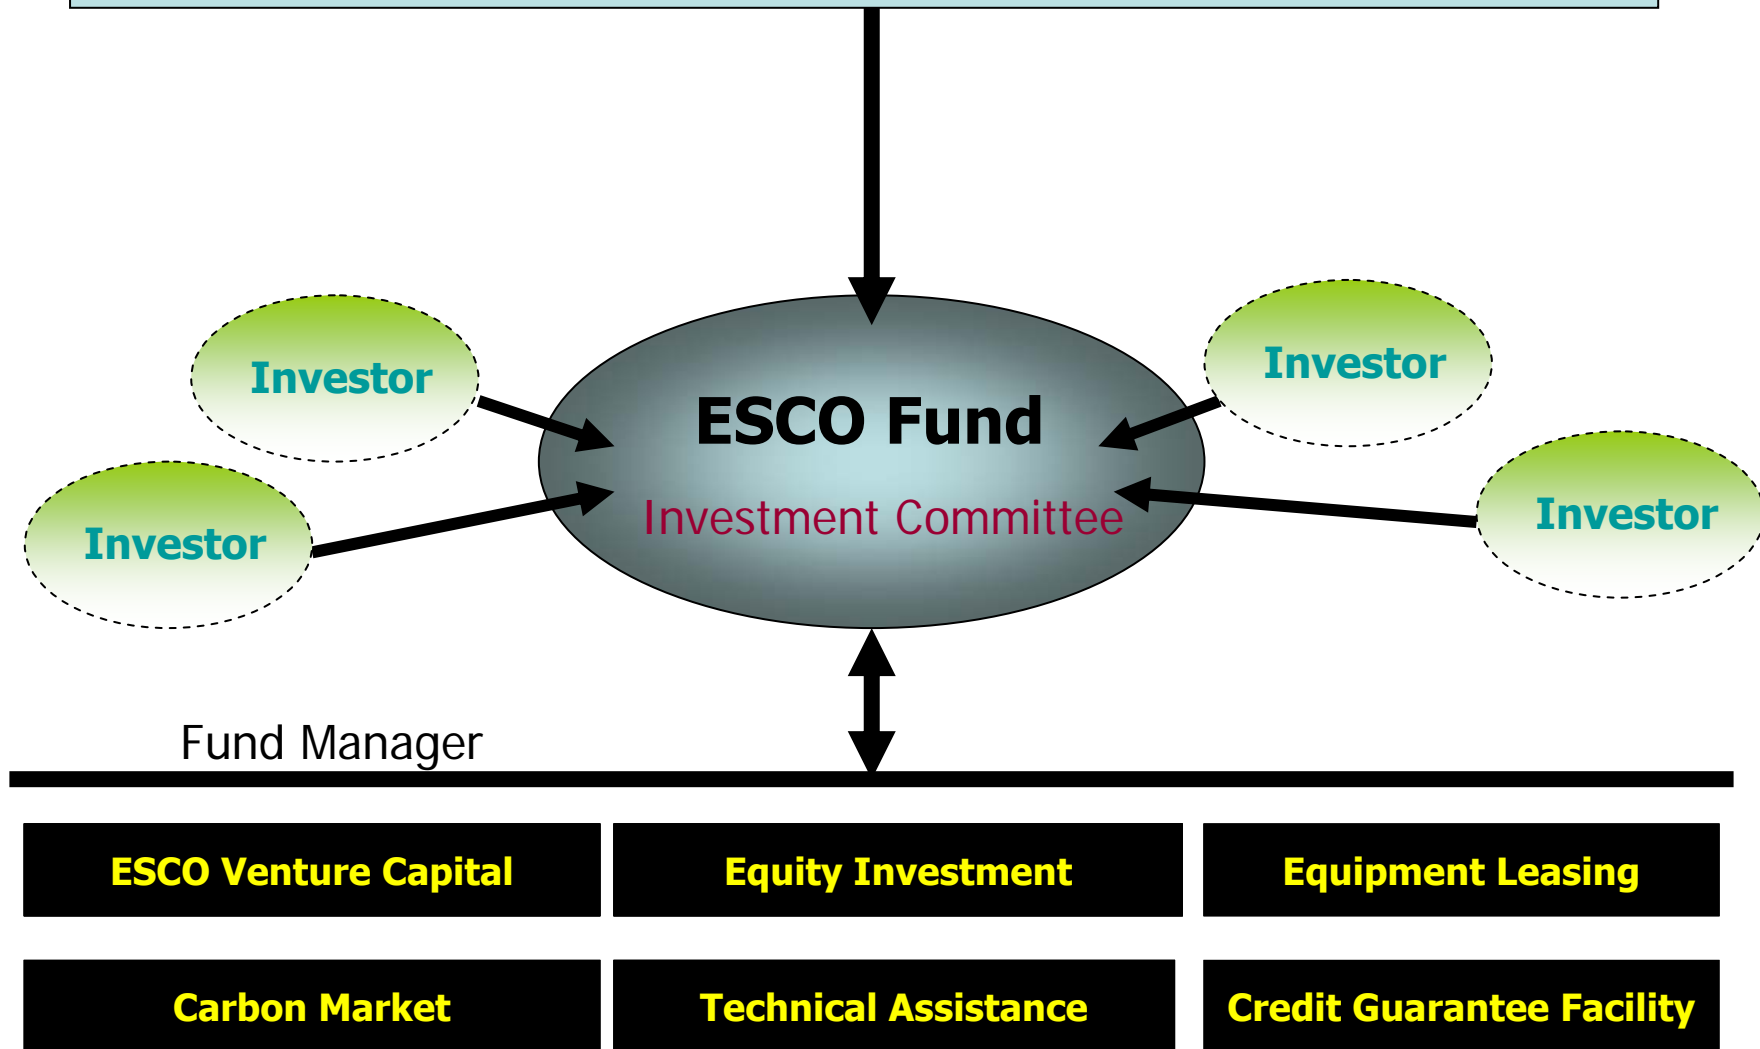 Investor
Investor
ESCO Fund
Investment Committee
Investor
Investor
Fund Manager
ESCO Venture Capital
Equity Investment
Equipment Leasing
Carbon Market
Technical Assistance
Credit Guarantee Facility